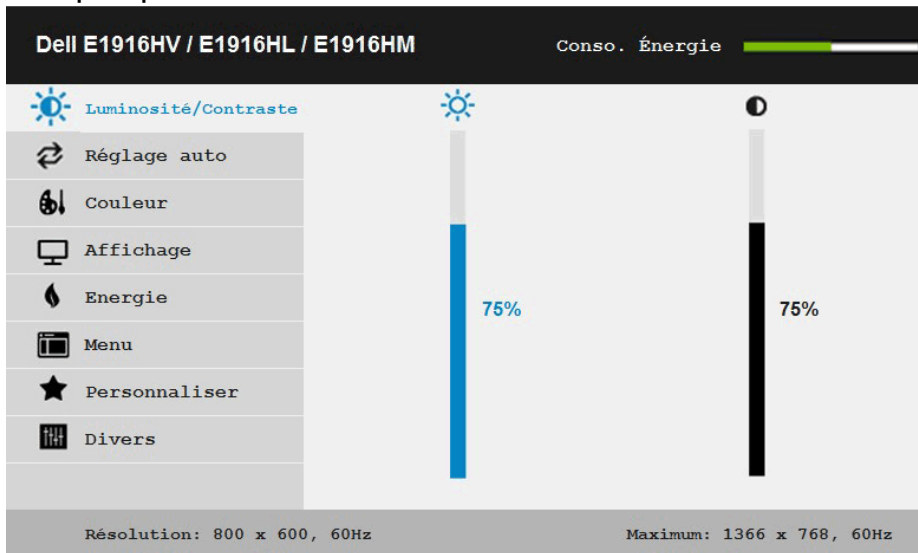 Dell E1916HV / E1916HL / E1916HM
Conso. Énergie
Luminosité/Contraste
Réglage auto
Couleur
Affichage
Energie
75%
75%
Menu
Personnaliser
Divers
Résolution: 800 x 600, 60Hz
Maximum: 1366 x 768, 60Hz